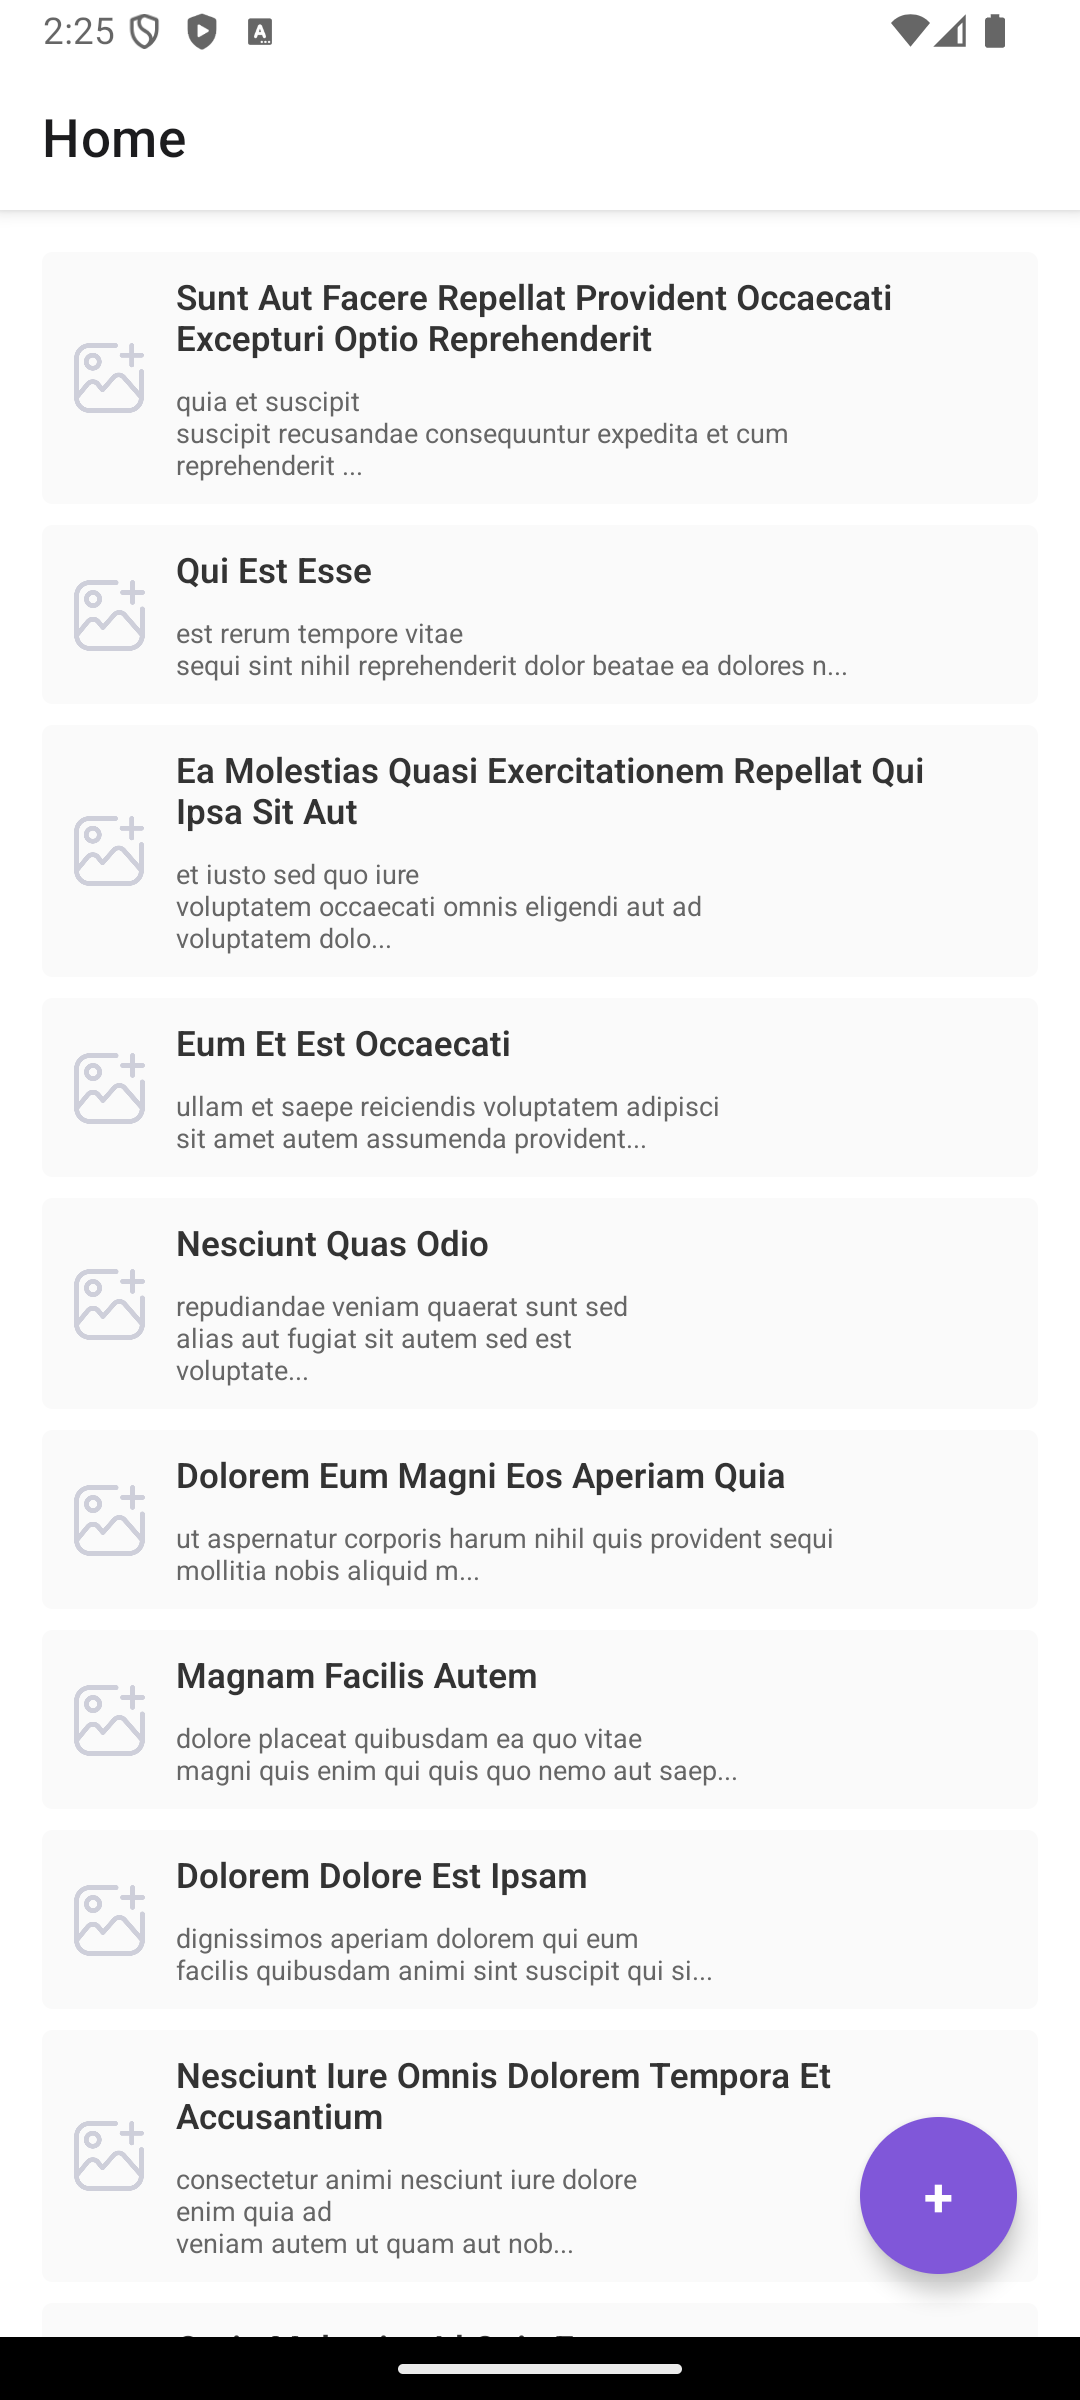 2:25
Home
Sunt Aut Facere Repellat Provident Occaecati
Excepturi Optio Reprehenderit
quia et suscipit
suscipit recusandae consequuntur expedita et cum
reprehenderit ...
Qui Est Esse
est rerum tempore vitae
sequi sint nihil reprehenderit dolor beatae ea dolores n...
Ea Molestias Quasi Exercitationem Repellat Qui
Ipsa Sit Aut
et iusto sed quo iure
voluptatem occaecati omnis eligendi aut ad
voluptatem dolo...
Eum Et Est Occaecati
ullam et saepe reiciendis voluptatem adipisci
sit amet autem assumenda provident...
Nesciunt Quas Odio
repudiandae veniam quaerat sunt sed
alias aut fugiat sit autem sed est
voluptate...
Dolorem Eum Magni Eos Aperiam Quia
ut aspernatur corporis harum nihil quis provident sequi
mollitia nobis aliquid m...
Magnam Facilis Autem
dolore placeat quibusdam ea quo vitae
magni quis enim qui quis quo nemo aut saep...
Dolorem Dolore Est Ipsam
dignissimos aperiam dolorem qui eum
facilis quibusdam animi sint suscipit qui si...
Nesciunt Iure Omnis Dolorem Tempora Et
Accusantium
consectetur animi nesciunt iure dolore
enim quia ad
veniam autem ut quam aut nob...
+